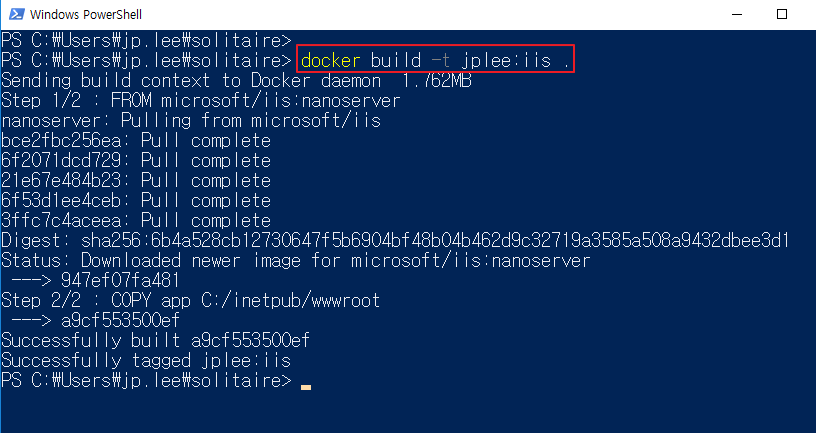 Windows PowerShell
PS C:₩Users₩jp.lee₩solitaire>
PS C:₩Users₩jp.lee₩solitaire> docker build -t jplee:iis .
Sending build context to Docker daemon  1.762MB
Step 1/2 : FROM microsoft/iis:nanoserver
nanoserver: Pulling from microsoft/iis
bce2fbc256ea: Pull complete
6f2071dcd729: Pull complete
21e67e484b23: Pull complete
6f53d1ee4ceb: Pull complete
3ffc7c4aceea: Pull complete
Digest: sha256:6b4a528cb12730647f5b6904bf48b04b462d9c32719a3585a508a9432dbee3d1
Status: Downloaded newer image for microsoft/iis:nanoserver
 ---> 947ef07fa481
Step 2/2 : COPY app C:/inetpub/wwwroot
 ---> a9cf553500ef
Successfully built a9cf553500ef
Successfully tagged jplee:iis
PS C:₩Users₩jp.lee₩solitaire>